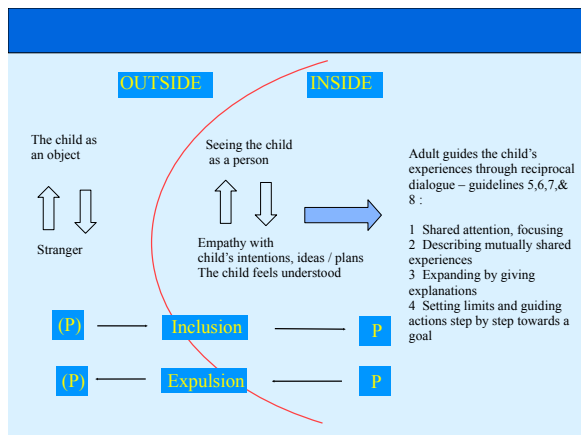 OUTSIDE
INSIDE
The child as
an object
Stranger
Seeing the child
as a person
Empathy with
child's intentions, ideas / plans
The child feels understood
Adult guides the child's
experiences through reciprocal
dialogue – guidelines 5,6,7,&
8 :
1 Shared attention, focusing
2 Describing mutually shared
experiences
3 Expanding by giving
explanations
4 Setting limits and guiding
actions step by step towards a
goal
(P)
Inclusion
P
(P)
Expulsion
P